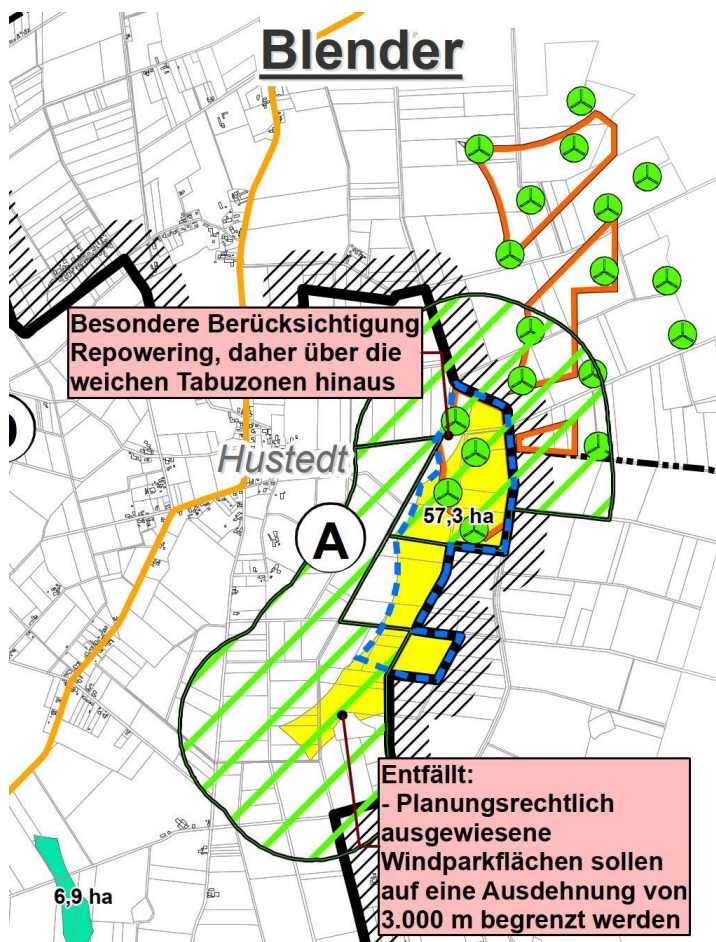 Blender
Besondere Berücksichtigung
Repowering, daher über die
weichen Tabuzonen hinaus
Hustedt
57,3 ha
A
Entfällt:
- Planungsrechtlich
ausgewiesene
Windparkflächen sollen
auf eine Ausdehnung von
3.000 m begrenzt werden
6,9 ha